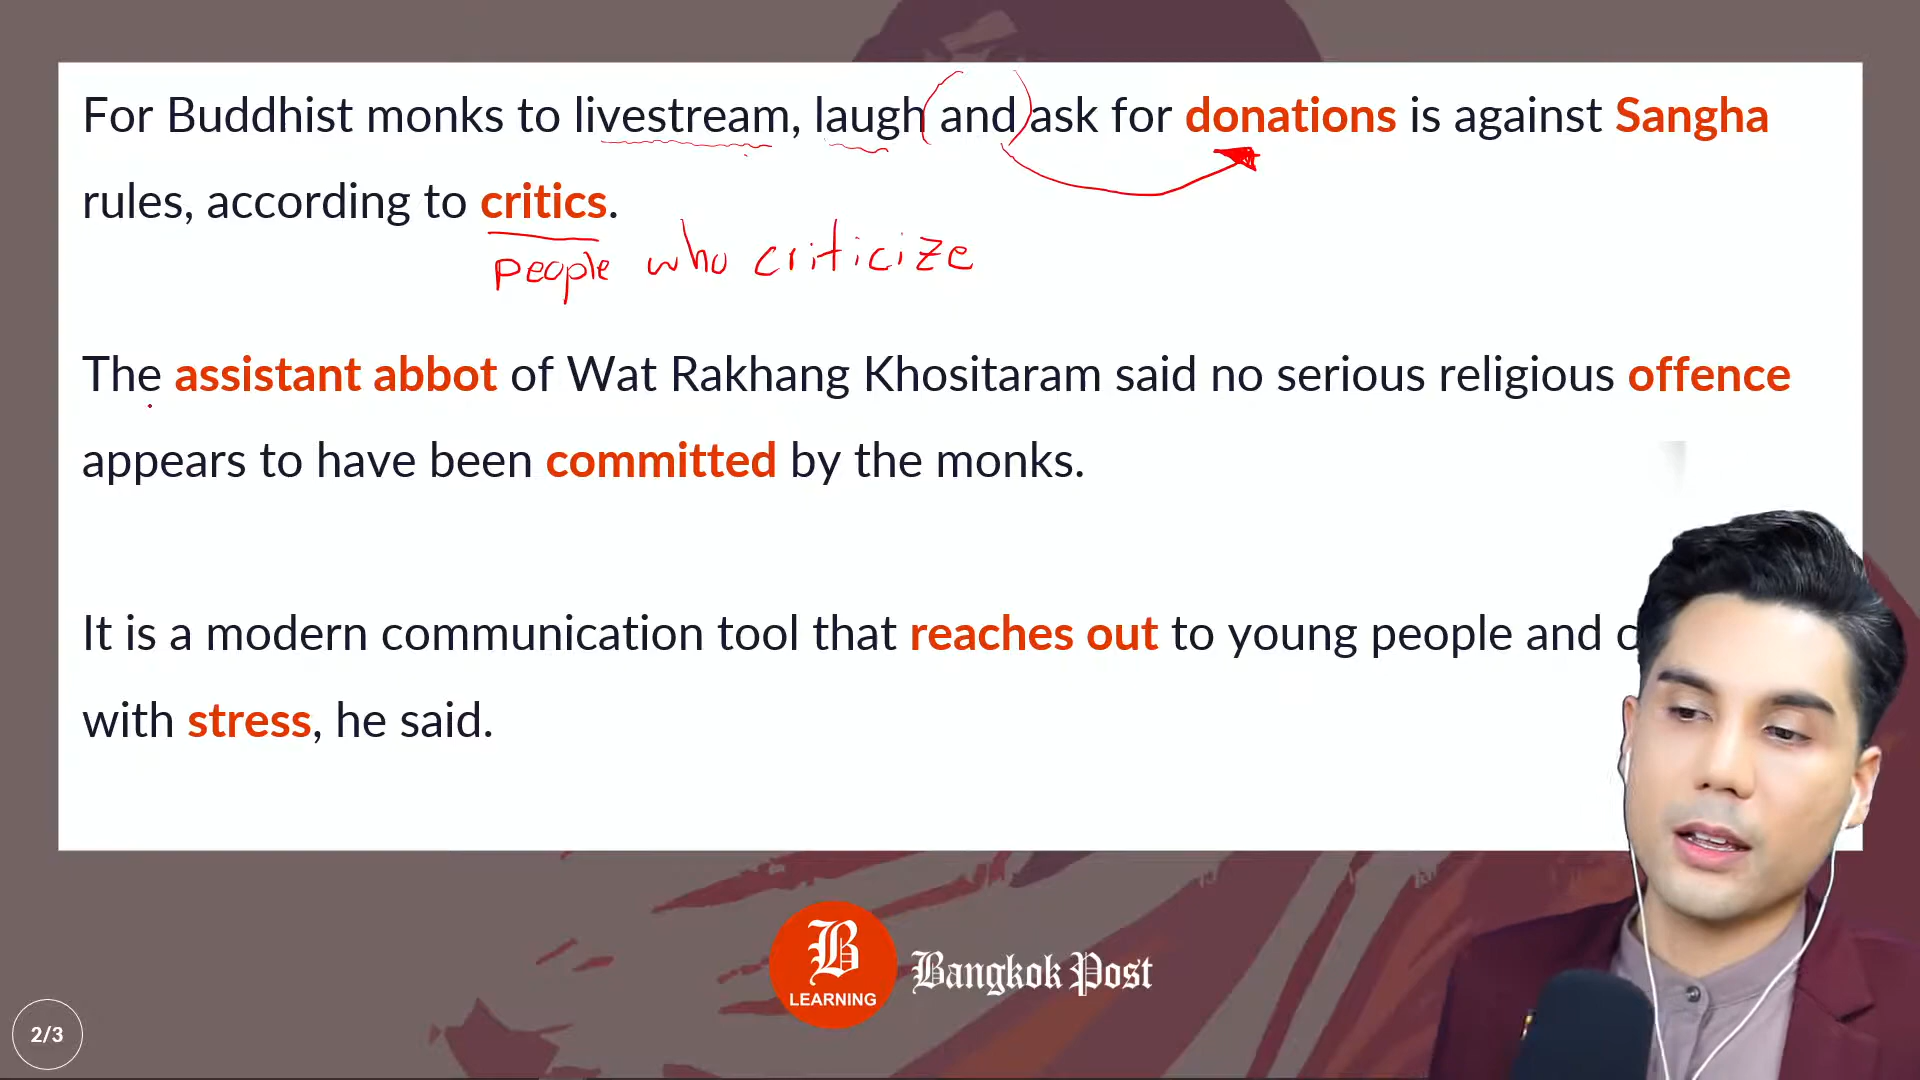 For Buddhist monks to livestream, laugh and ask for donations is against Sangha
rules, according to critics.
people who criticize
The assistant abbot of Wat Rakhang Khositaram said no serious religious offence
appears to have been committed by the monks.
It is a modern communication tool that reaches out to young people and
with stress, he said.
B
LEARNING
Bangkok Post
2/3